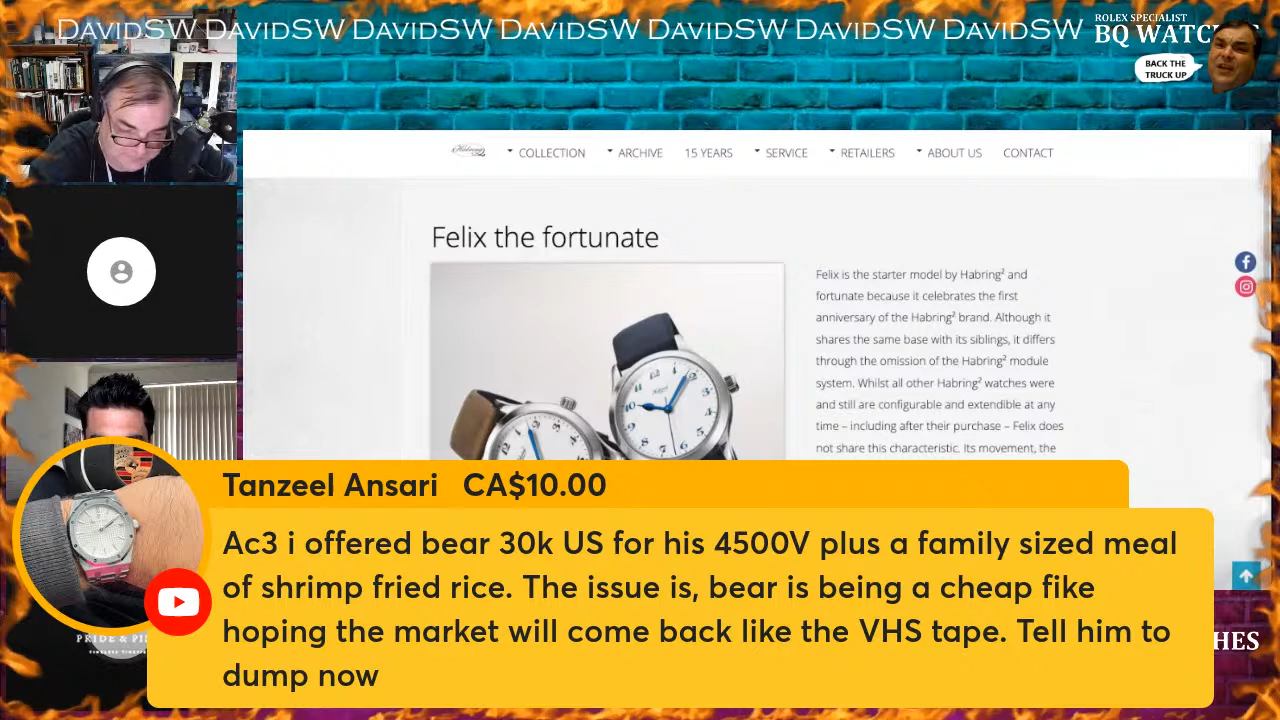 DAVIDSW DAVIDSW DAVIDSW DAVIDSW DAVIDSW DAVIDSW DAVIDSW
ROLEX SPECIALIST
BQ WATC
BACK THE
TRUCK UP
COLLECTION ARCHIVE 15 YEARS SERVICE RETAILERS ABOUT US CONTACT
Felix the fortunate
Felix is the starter model by Habring² and
fortunate because it celebrates the first
anniversary of the Habring² brand. Although it
shares the same base with its siblings, it differs
through the omission of the Habring² module
system. Whilst all other Habring² watches were
and still are configurable and extendible at any
time – including after their purchase – Felix does
not share this characteristic. Its movement, the
Tanzeel Ansari CA$10.00
Ac3 i offered bear 30k US for his 4500V plus a family sized meal
of shrimp fried rice. The issue is, bear is being a cheap fike
hoping the market will come back like the VHS tape. Tell him to
dump now
PRIDE & PI
HES